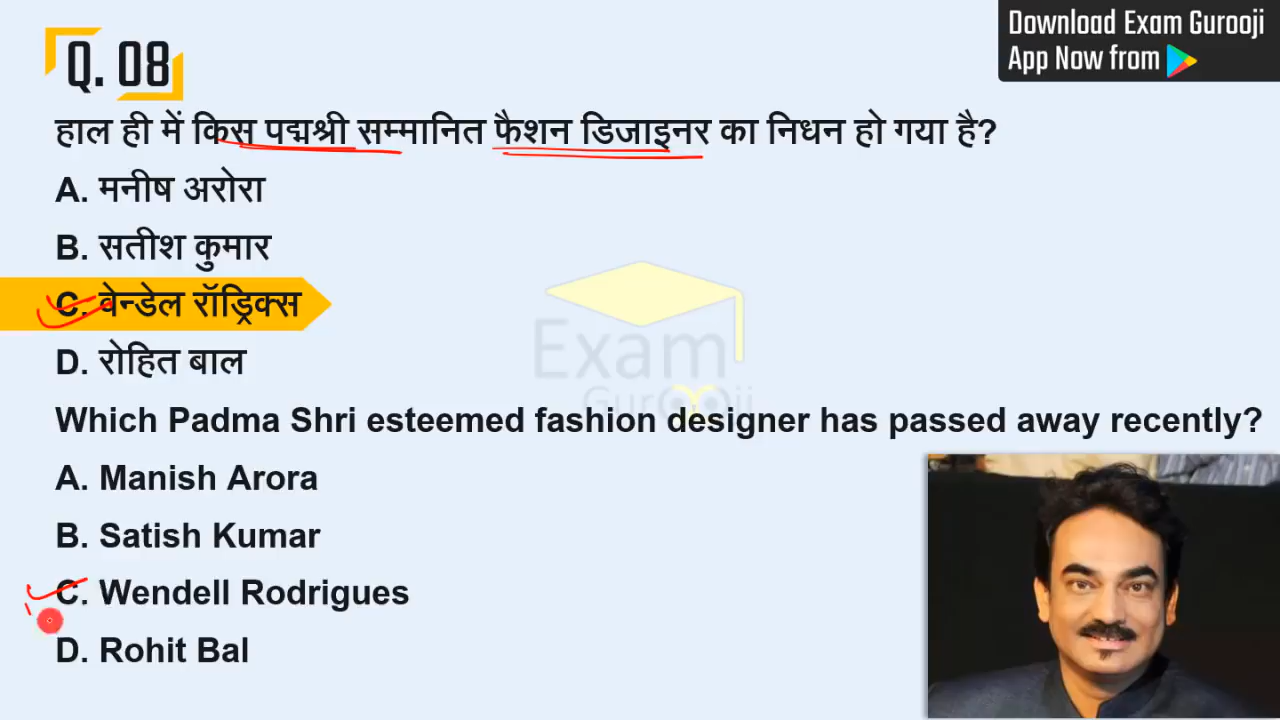 Download Exam Gurooji
App Now from
Q. 08
हाल ही में किस पद्मश्री सम्मानित फैशन डिजाइनर का निधन हो गया है?
A. मनीष अरोरा
B. सतीश कुमार
C. वेन्डेल रॉड्रिक्स
D. रोहित बाल
Exam
Gurooji
Which Padma Shri esteemed fashion designer has passed away recently?
A. Manish Arora
B. Satish Kumar
C. Wendell Rodrigues
D. Rohit Bal